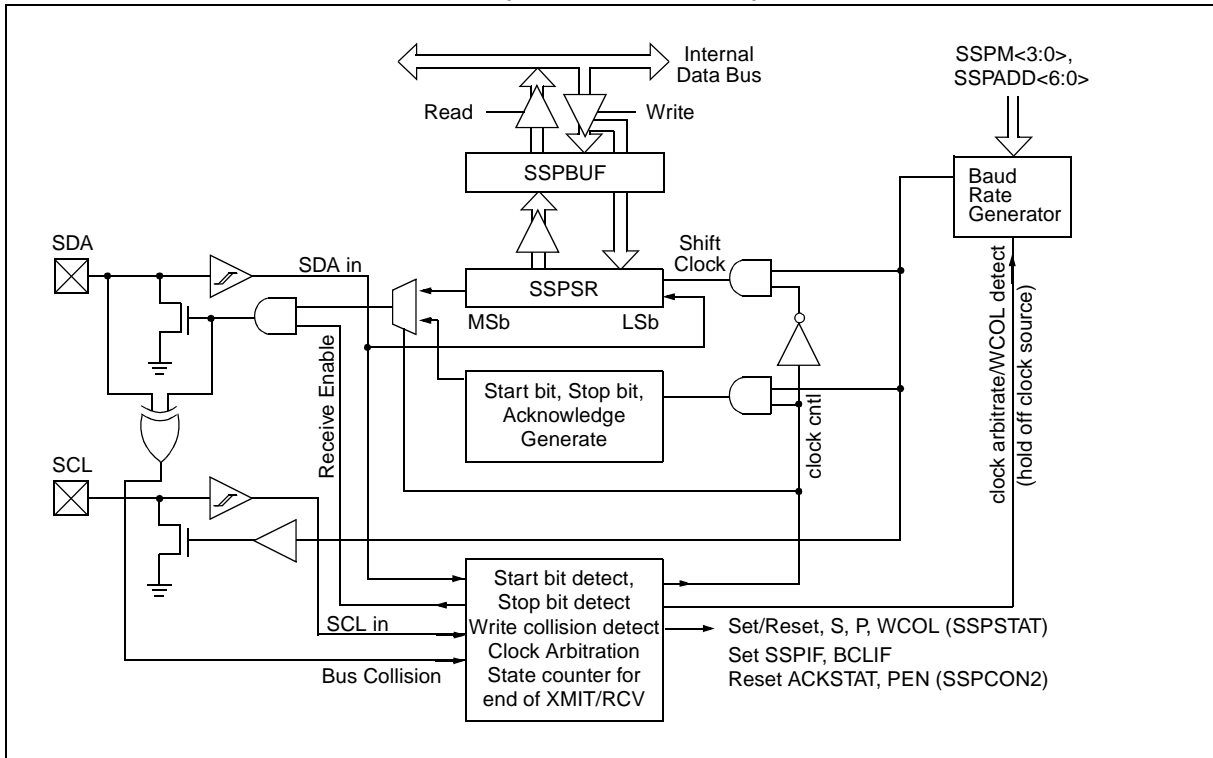 Internal
Data Bus
SSPM<3:0>,
SSPADD<6:0>
Read
Write
SSPBUF
Baud
Rate
Generator
SDA
SDA in
Shift
Clock
SSPSR
MSb
LSb
Receive Enable
Start bit, Stop bit,
Acknowledge
Generate
clock cntl
clock arbitrate/WCOL detect
(hold off clock source)
SCL
SCL in
Bus Collision
Start bit detect,
Stop bit detect
Write collision detect
Clock Arbitration
State counter for
end of XMIT/RCV
Set/Reset, S, P, WCOL (SSPSTAT)
Set SSPIF, BCLIF
Reset ACKSTAT, PEN (SSPCON2)